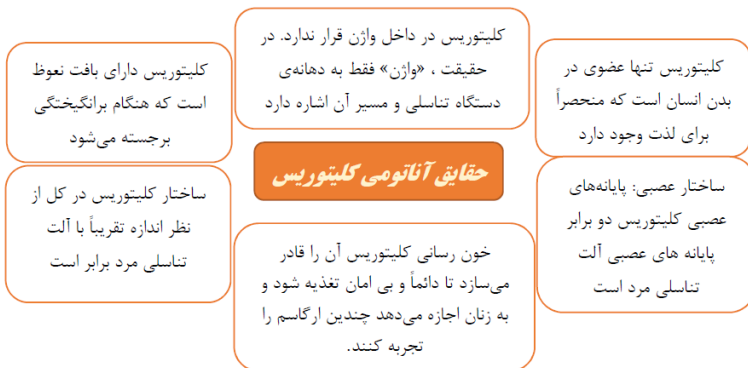 کلیتوریس در داخل واژن قرار ندارد. در
حقیقت ، «واژن» فقط به دهانه‌ی
دستگاه تناسلی و مسیر آن اشاره دارد
کلیتوریس تنها عضوی در
بدن انسان است که منحصراً
برای لذت وجود دارد
کلیتوریس دارای بافت نعوظ
است که هنگام برانگیختگی
برجسته می‌شود
حقایق آناتومی کلیتوریس
ساختار عصبی: پایانه‌های
عصبی کلیتوریس دو برابر
پایانه های عصبی آلت
تناسلی مرد است
ساختار کلیتوریس در کل از
نظر اندازه تقریباً با آلت
تناسلی مرد برابر است
خون رسانی کلیتوریس آن را قادر
می‌سازد تا دائماً و بی امان تغذیه شود و
به زنان اجازه می‌دهد چندین ارگاسم را
تجربه کنند.